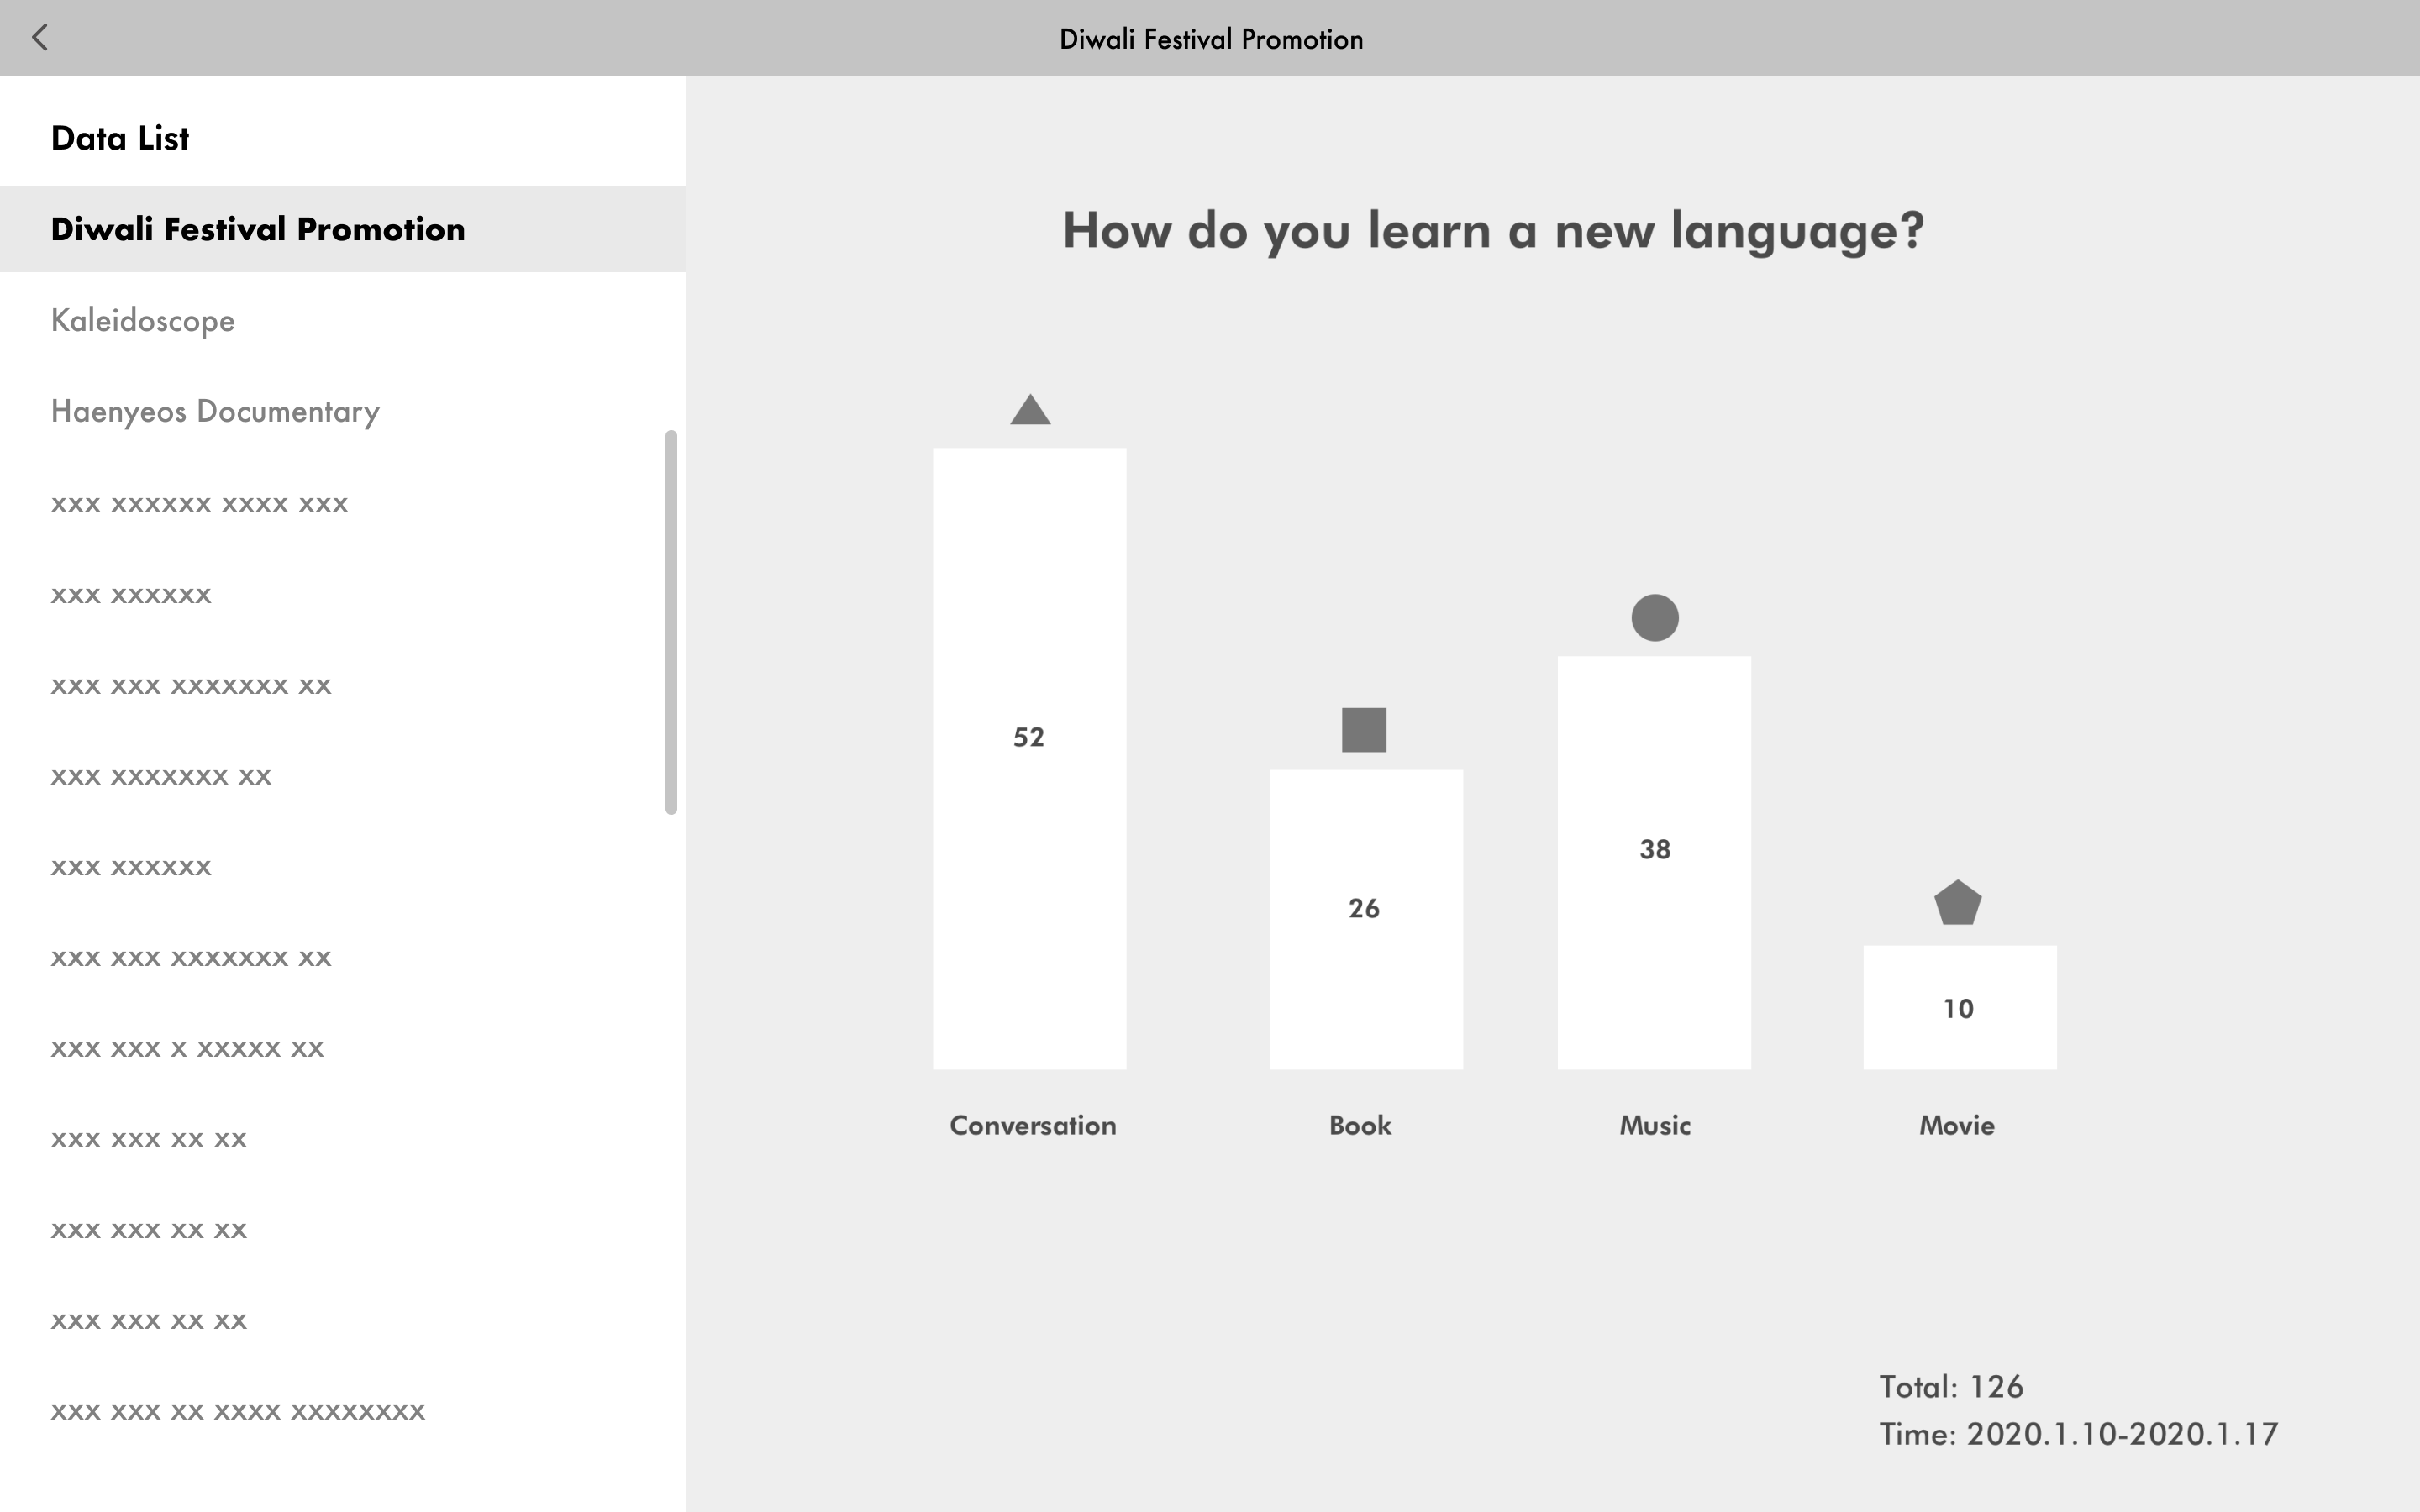 Diwali Festival Promotion
Data List
Diwali Festival Promotion
Kaleidoscope
Haenyeos Documentary
xxx xxxxxx xxxx xxx
xxx xxxxxx
xxx xxx xxxxxxx xx
xxx xxxxxxx xx
xxx xxxxxx
xxx xxx xxxxxxx xx
xxx xxx x xxxxx xx
xxx xxx xx xx
xxx xxx xx xx
xxx xxx xx xx
xxx xxx xx xxxx xxxxxxxx
How do you learn a new language?
52
26
38
10
Conversation
Book
Music
Movie
Total: 126
Time: 2020.1.10-2020.1.17